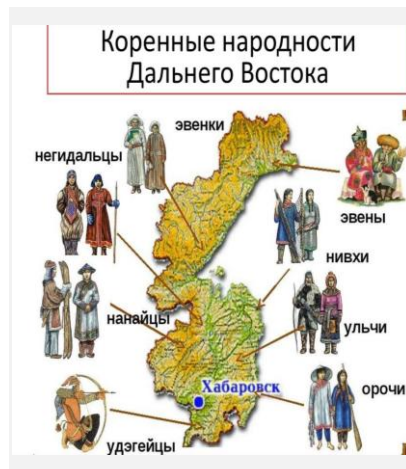 Коренные народности
Дальнего Востока
эвенки
негидальцы
эвены
нивхи
нанайцы
ульчи
Хабаровск
орочи
удэгейцы